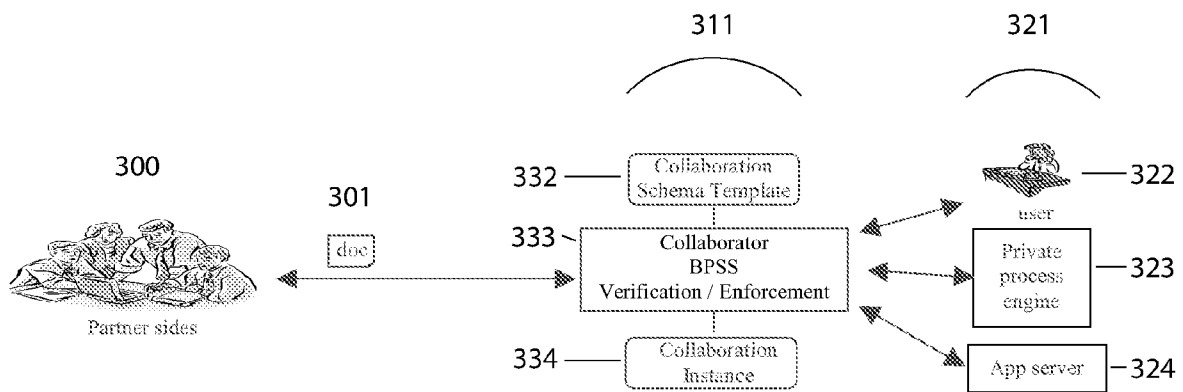 311
321
300
301
332
Collaboration
Schema Template
322
user
doc
333
Collaborator
BPSS
Verification / Enforcement
Private
process
engine
323
Partner sides
334
Collaboration
Instance
App server
324